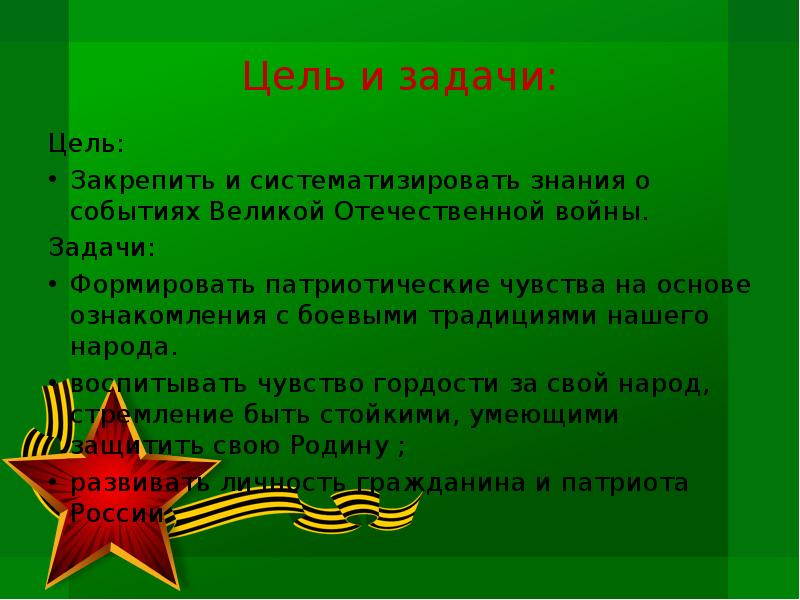 Цель и задачи:
Цель:
• Закрепить и систематизировать знания о
событиях Великой Отечественной войны.
Задачи:
• Формировать патриотические чувства на основе
ознакомления с боевыми традициями нашего
народа.
• воспитывать чувство гордости за свой народ,
стремление быть стойкими, умеющими
защитить свою Родину ;
• развивать личность гражданина и патриота
России ;